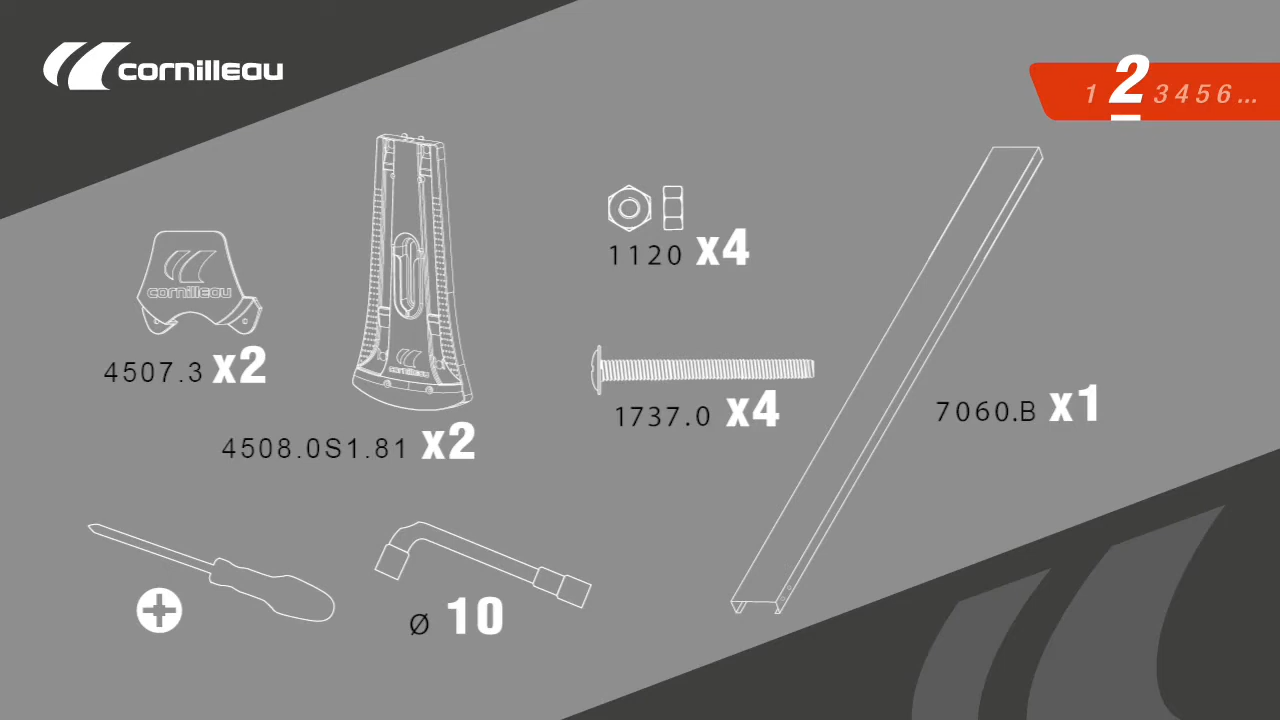 cornilleau
1 2 3 4 5 6 ...
cornilleau
4507.3 x2
cornilleau
4508.0S1.81 x2
1120 x4
1737.0 x4
7060.B x1
Ø 10